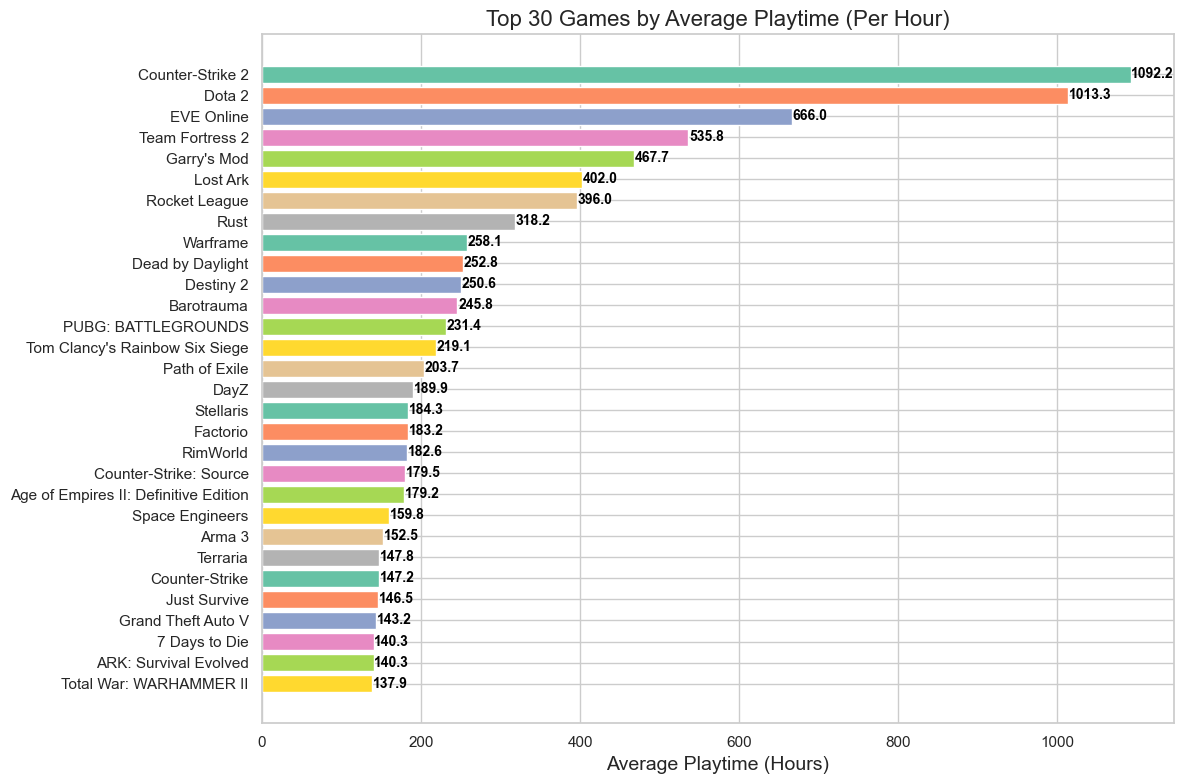 Top 30 Games by Average Playtime (Per Hour)
Counter-Strike 2 1092.2
Dota 2 1013.3
EVE Online 666.0
Team Fortress 2 535.8
Garry's Mod 467.7
Lost Ark 402.0
Rocket League 396.0
Rust 318.2
Warframe 258.1
Dead by Daylight 252.8
Destiny 2 250.6
Barotrauma 245.8
PUBG: BATTLEGROUNDS 231.4
Tom Clancy's Rainbow Six Siege 219.1
Path of Exile 203.7
DayZ 189.9
Stellaris 184.3
Factorio 183.2
RimWorld 182.6
Counter-Strike: Source 179.5
Age of Empires II: Definitive Edition 179.2
Space Engineers 159.8
Arma 3 152.5
Terraria 147.8
Counter-Strike 147.2
Just Survive 146.5
Grand Theft Auto V 143.2
7 Days to Die 140.3
ARK: Survival Evolved 140.3
Total War: WARHAMMER II 137.9
0 200 400 600 800 1000
Average Playtime (Hours)